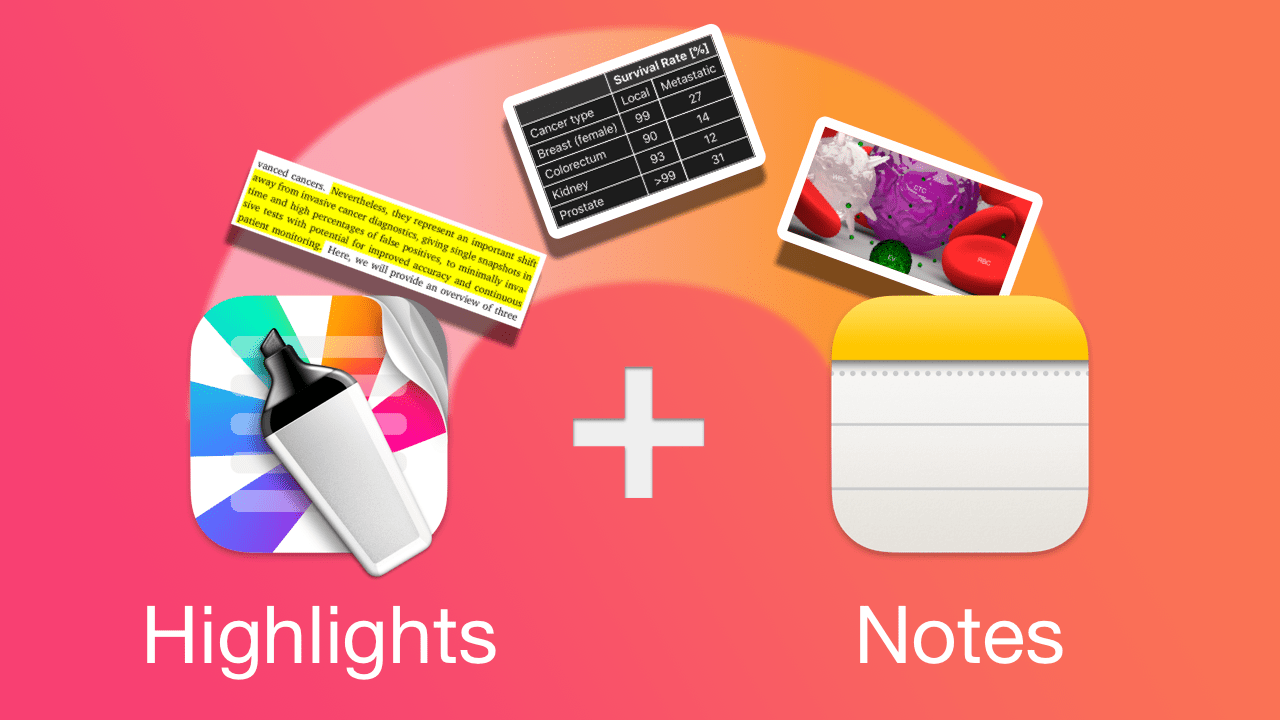 vanced cancers. Nevertheless, they represent an important shift
away from invasive cancer diagnostics, giving single snapshots in
time and high percentages of false positives, to minimally inva-
sive tests with potential for improved accuracy and continuous
patient monitoring. Here, we will provide an overview of three
Survival Rate [%]
Cancer type Local Metastatic
Breast (female) 99 27
Colorectum 90 14
Kidney 93 12
Prostate >99 31
WBC
CTC
EV
RBC
Highlights
Notes